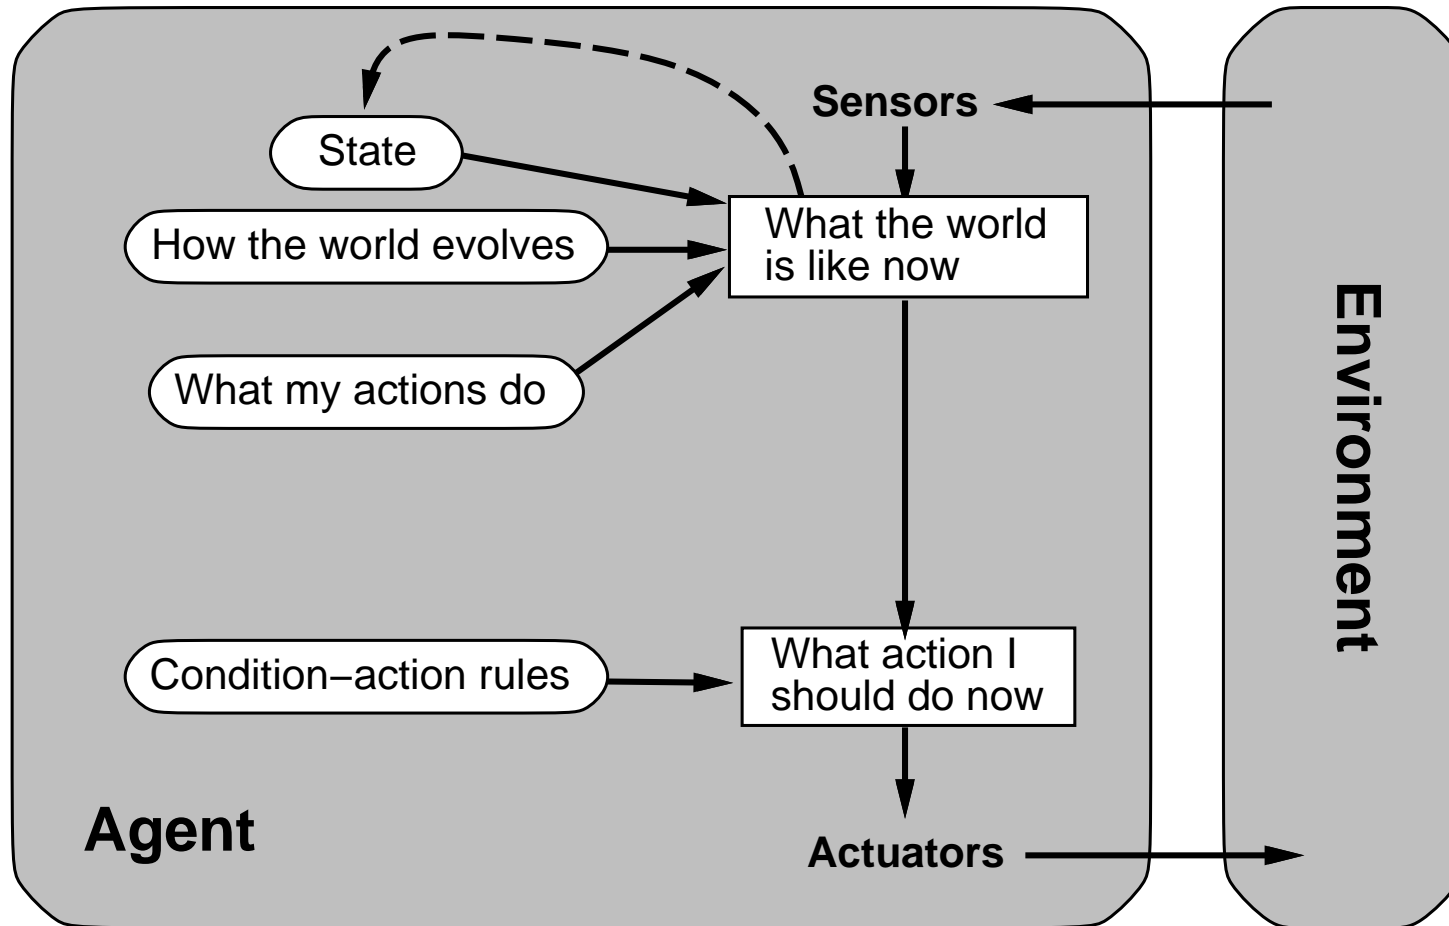 Sensors
State
What the world
is like now
How the world evolves
What my actions do
Environment
Condition–action rules
What action I
should do now
Agent
Actuators